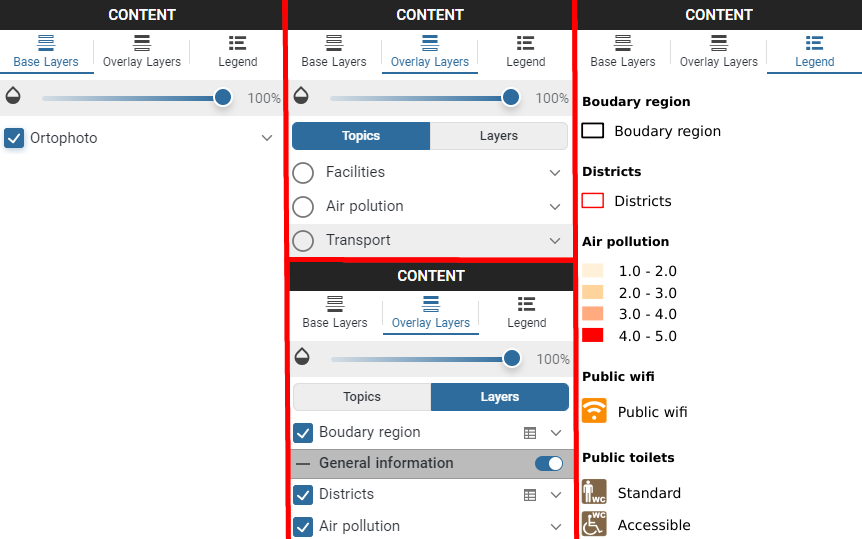 CONTENT
Base Layers
Overlay Layers
Legend
100%
Ortophoto
CONTENT
Base Layers
Overlay Layers
Legend
100%
Topics
Layers
Facilities
Air polution
Transport
CONTENT
Base Layers
Overlay Layers
Legend
100%
Topics
Layers
Boudary region
General information
Districts
Air pollution
CONTENT
Base Layers
Overlay Layers
Legend
Boudary region
Boudary region
Districts
Districts
Air pollution
1.0 - 2.0
2.0 - 3.0
3.0 - 4.0
4.0 - 5.0
Public wifi
Public wifi
Public toilets
WC
Standard
WC
Accessible